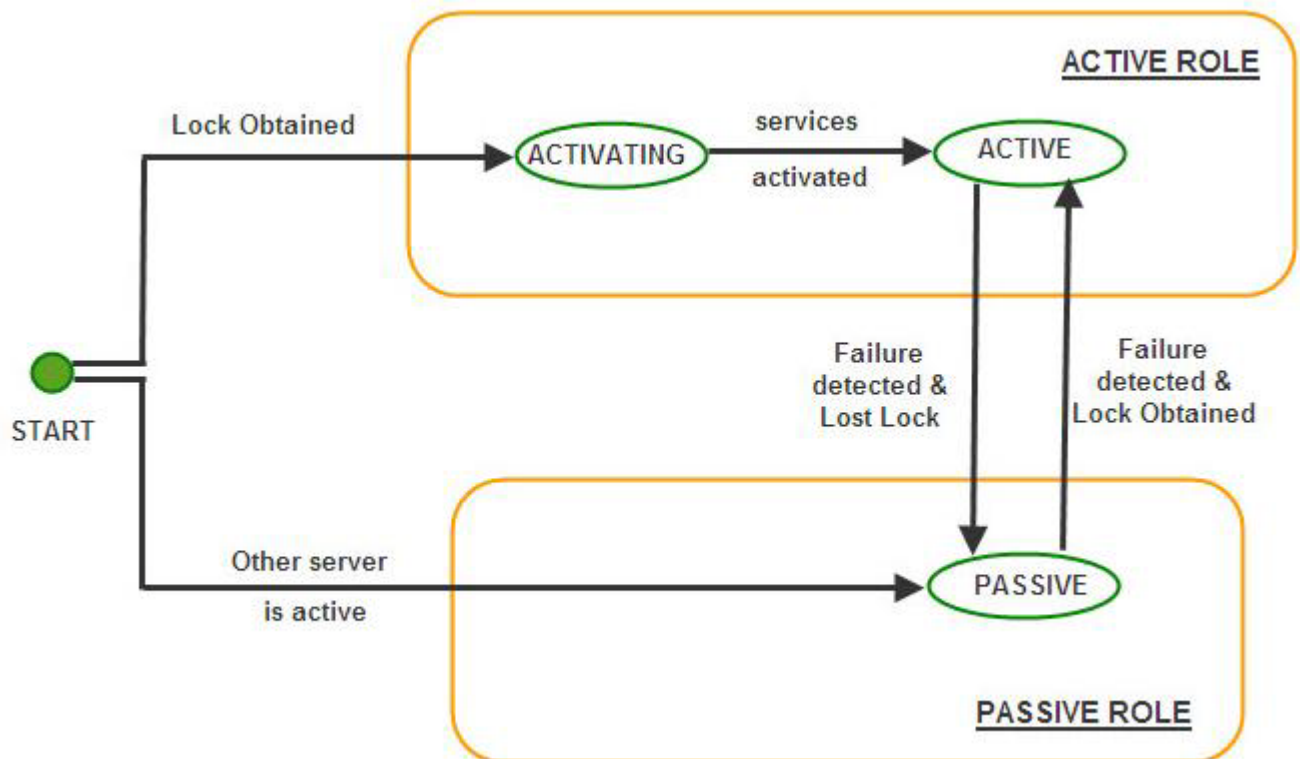 ACTIVE ROLE
Lock Obtained
services
ACTIVATING
ACTIVE
activated
Failure
detected &
Lost Lock
Failure
detected &
Lock Obtained
START
Other server
is active
PASSIVE
PASSIVE ROLE